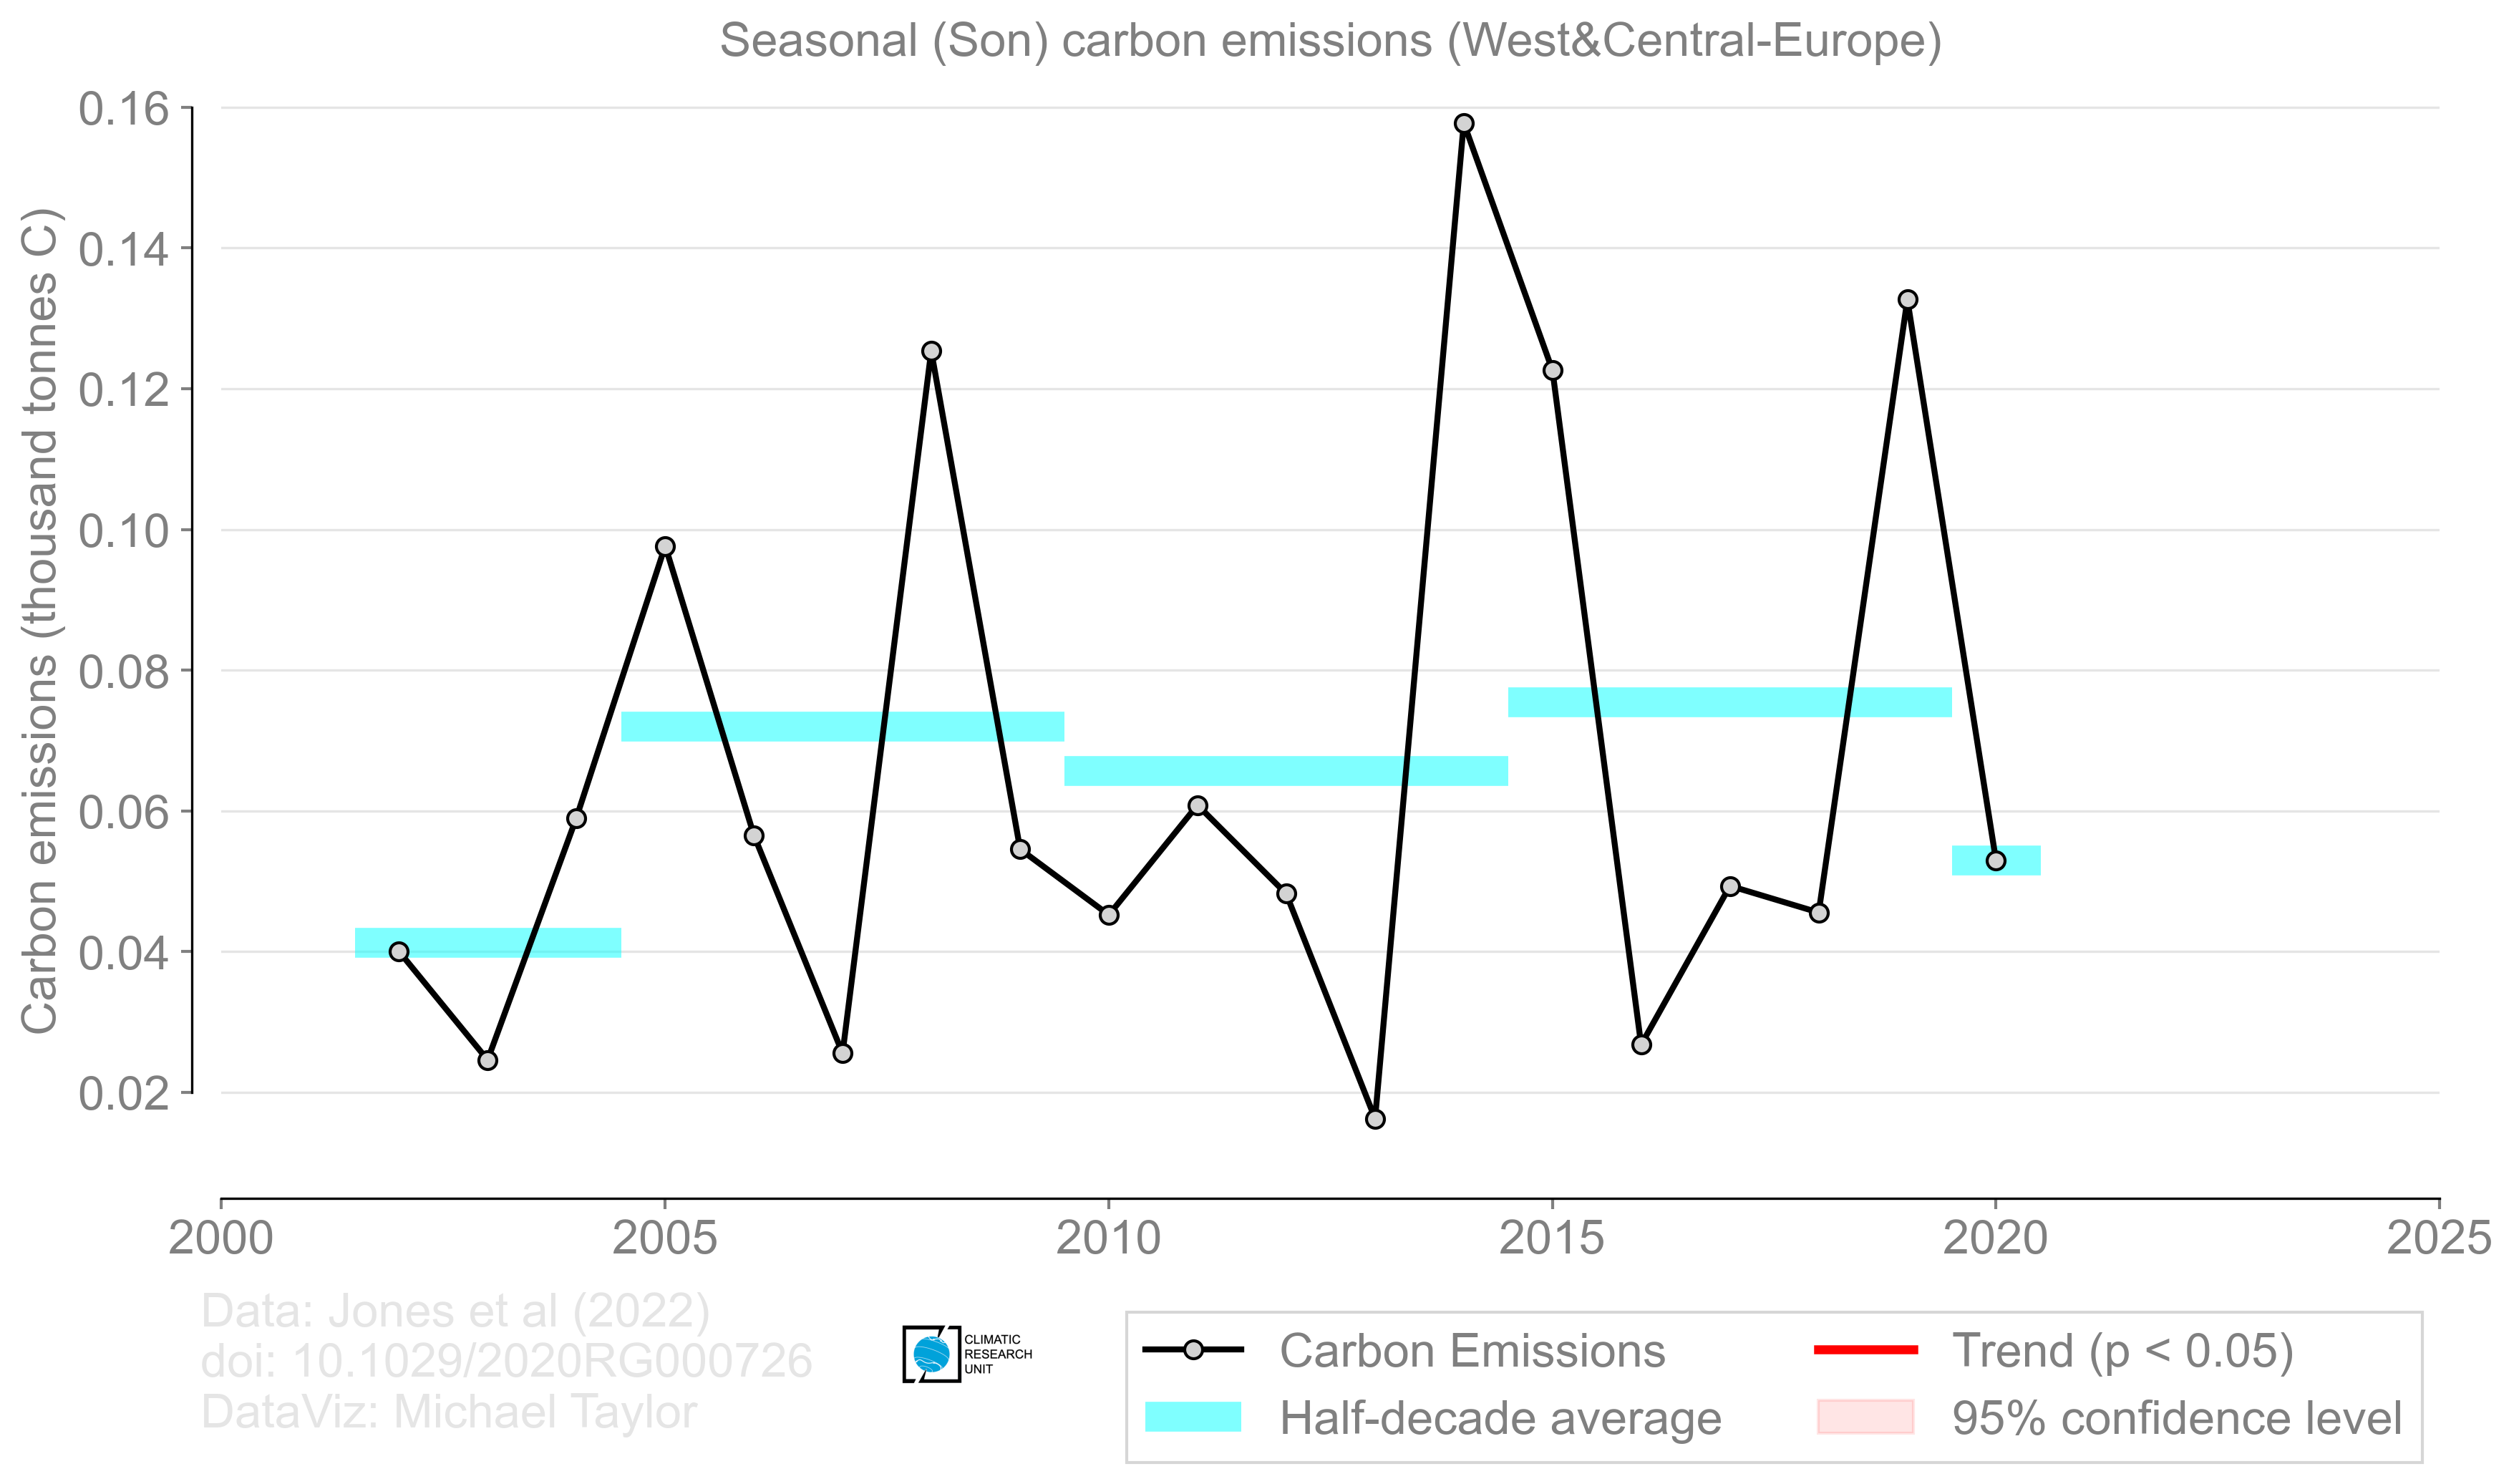 Seasonal (Son) carbon emissions (West&Central-Europe)
Carbon emissions (thousand tonnes C)
0.16
0.14
0.12
0.10
0.08
0.06
0.04
0.02
2000
2005
2010
2015
2020
2025
Data: Jones et al (2022)
doi: 10.1029/2020RG000726
DataViz: Michael Taylor
CLIMATIC
RESEARCH
UNIT
Carbon Emissions
Half-decade average
Trend (p < 0.05)
95% confidence level